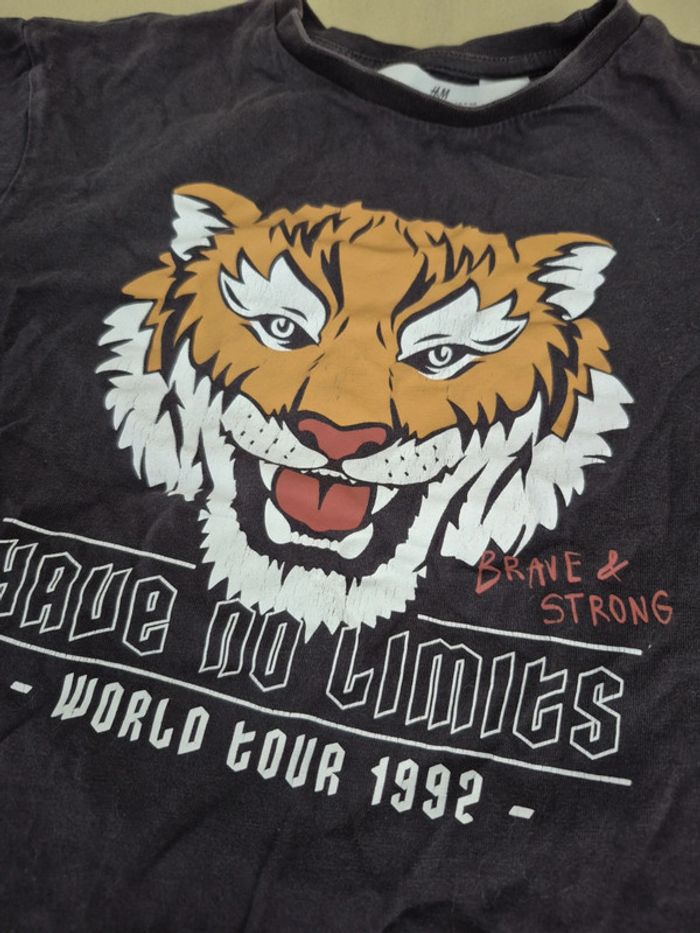 H&M
BRAVE &
STRONG
HAVE NO LIMITS
- WORLD TOUR 1992 -